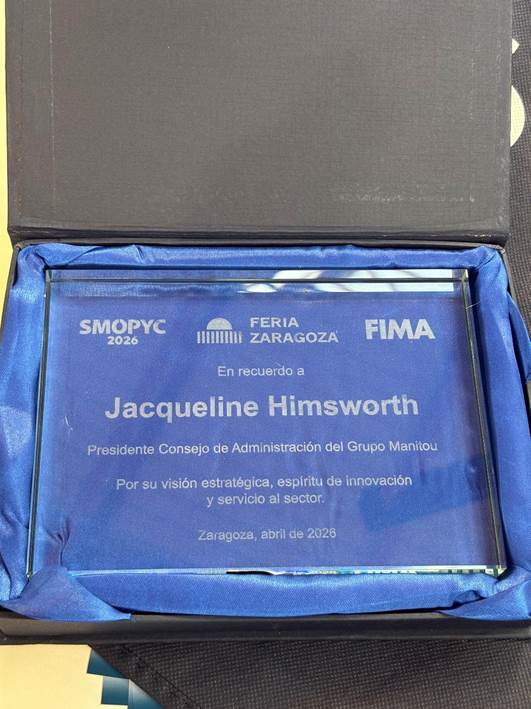 SMOPYC
2026
FERIA
ZARAGOZA
FIMA
En recuerdo a
Jacqueline Himsworth
Presidente Consejo de Administración del Grupo Manitou
Por su visión estratégica, espíritu de innovación
y servicio al sector.
Zaragoza, abril de 2026